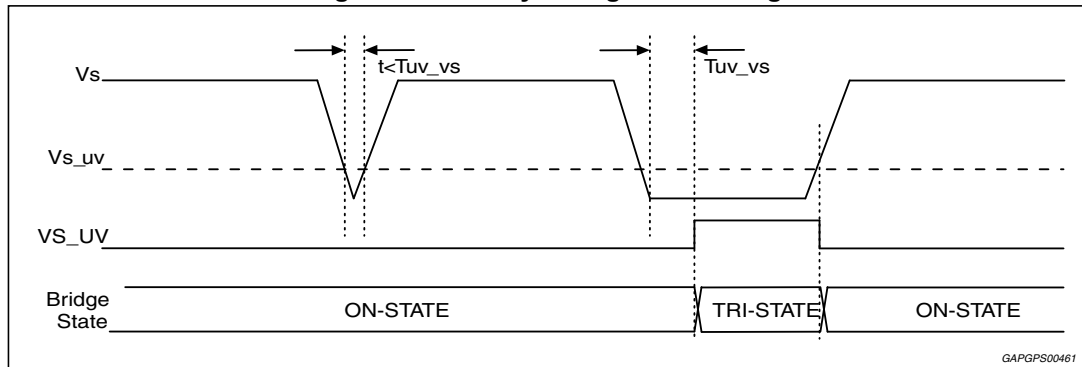 t<Tuv_vs
Tuv_vs
Vs
Vs_uv
VS_UV
Bridge
State
ON-STATE
TRI-STATE
ON-STATE
GAPGPS00461